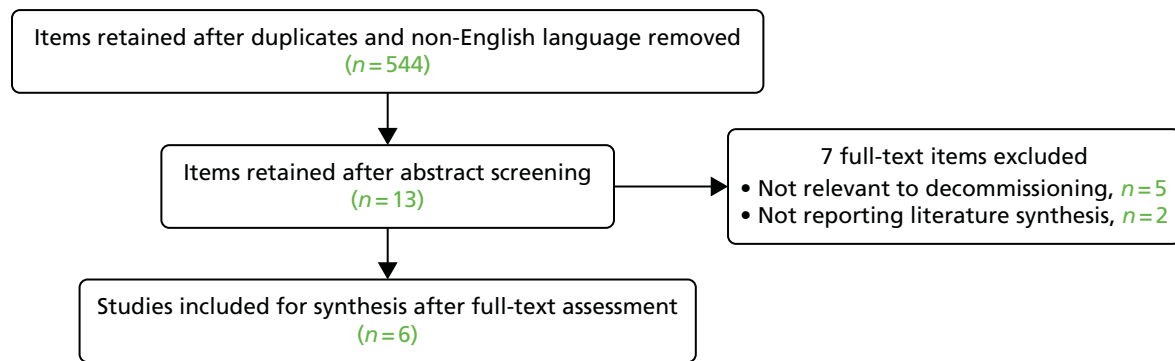 Items retained after duplicates and non-English language removed
(n=544)
Items retained after abstract screening
(n=13)
7 full-text items excluded
• Not relevant to decommissioning, n=5
• Not reporting literature synthesis, n=2
Studies included for synthesis after full-text assessment
(n=6)